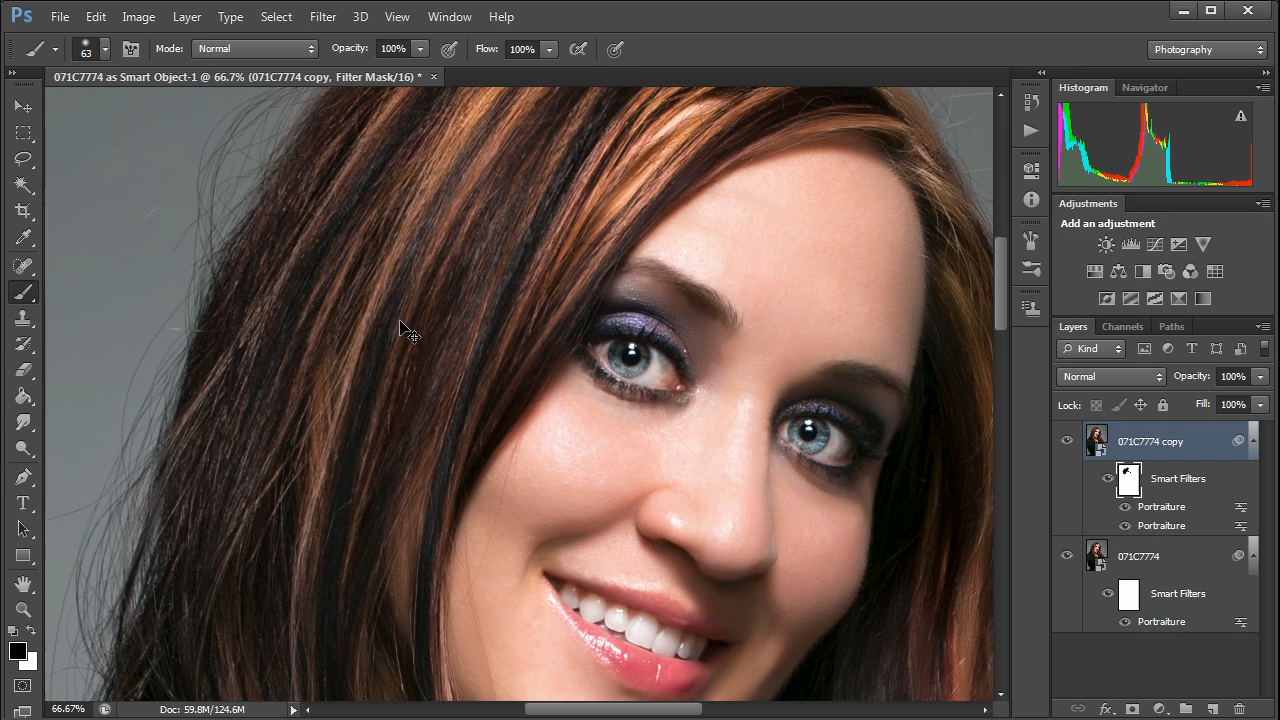 Ps File Edit Image Layer Type Select Filter 3D View Window Help
63 Mode: Normal Opacity: 100% Flow: 100% Photography
071C7774 as Smart Object-1 @ 66.7% (071C7774 copy, Filter Mask/16) * ×
Histogram Navigator
Adjustments
Add an adjustment
Layers Channels Paths
Kind
Normal Opacity: 100%
Lock: Fill: 100%
071C7774 copy
Smart Filters
Portraiture
Portraiture
071C7774
Smart Filters
Portraiture
66.67% Doc: 59.8M/124.6M